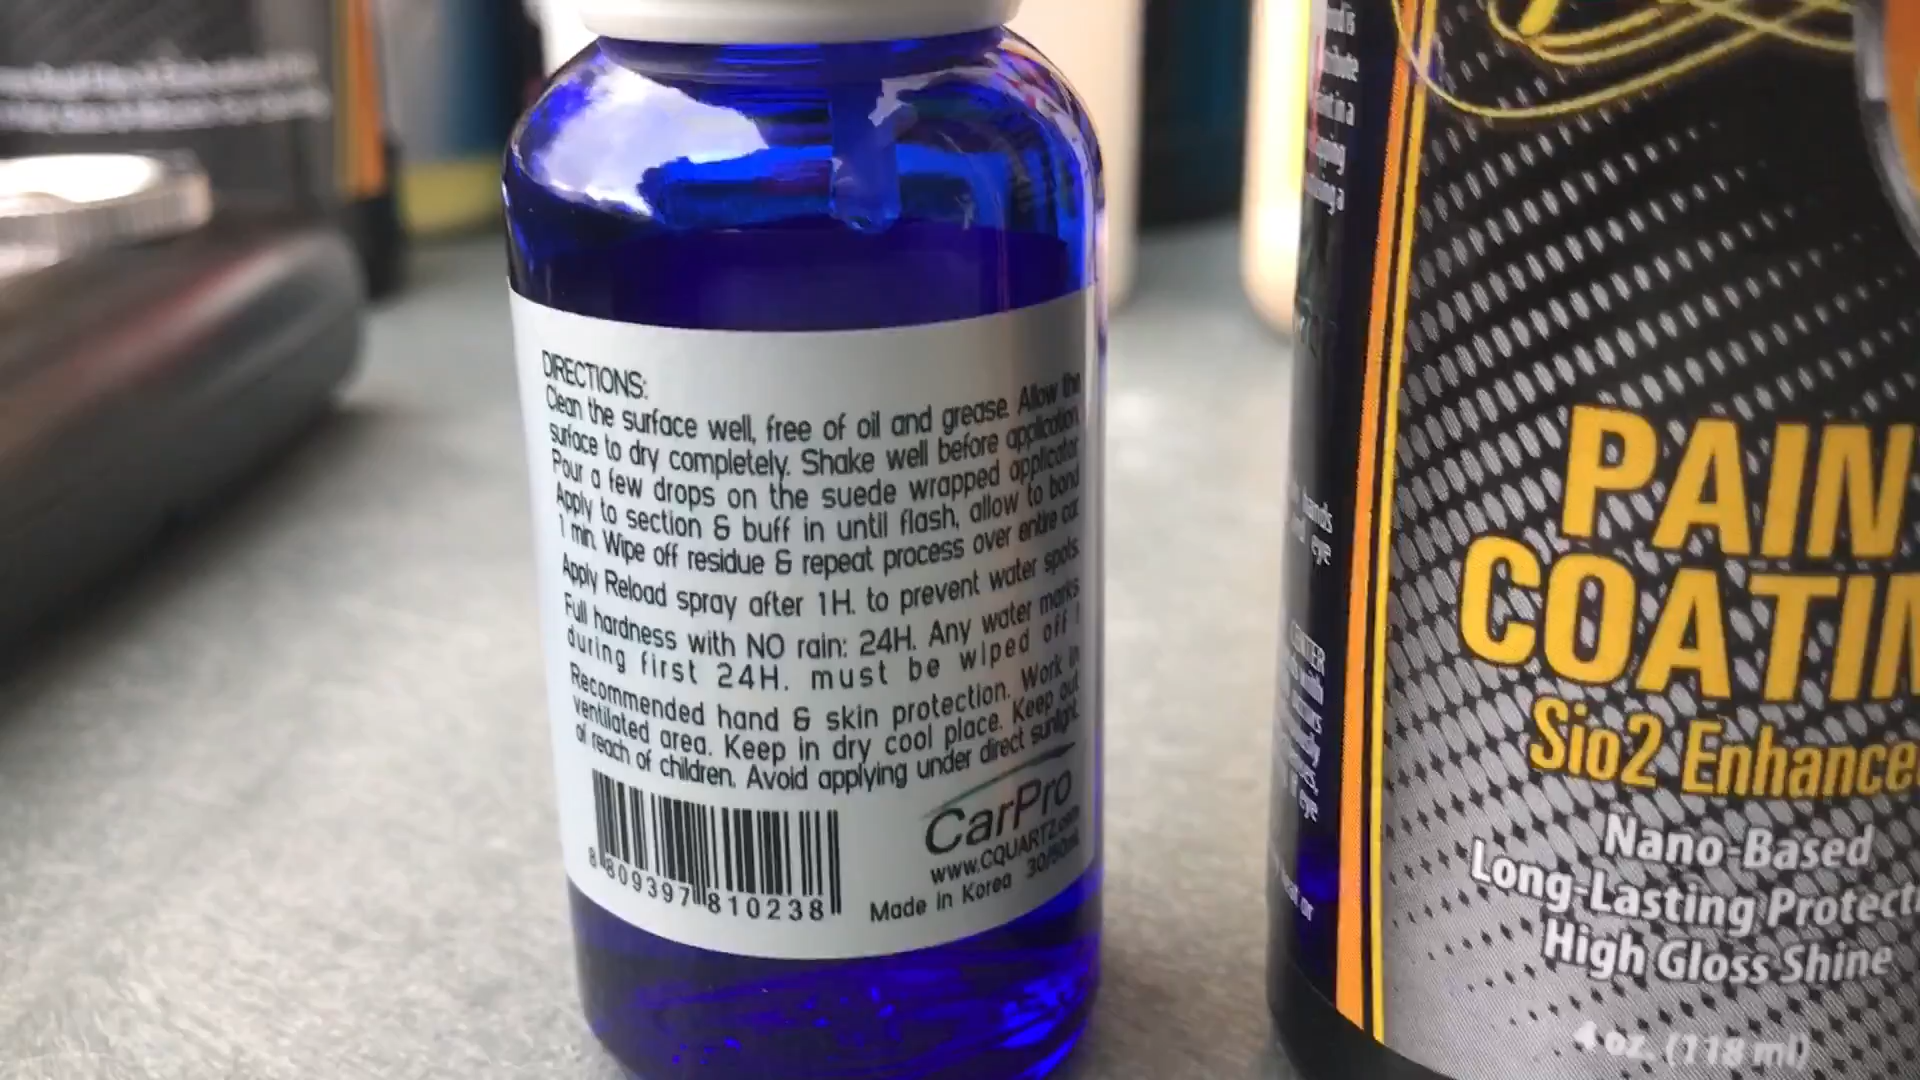 DIRECTIONS:
Clean the surface well, free of oil and grease. Allow the
surface to dry completely. Shake well before application.
Pour a few drops on the suede wrapped applicator
Apply to section & buff in until flash, allow to bond
1 min. Wipe off residue & repeat process over entire car.
Apply Reload spray after 1H. to prevent water spots.
Full hardness with NO rain: 24H. Any water marks
during first 24H. must be wiped off !
Recommended hand & skin protection. Work in
ventilated area. Keep in dry cool place. Keep out
of reach of children. Avoid applying under direct sunlight.
CarPro
www.CQUARTZ.com
30/50ml
Made in Korea
8 809397 810238
PAIN
COATIN
Sio2 Enhance
Nano-Based
Long-Lasting Protect
High Gloss Shine
4 oz. (118 ml)
hands
eye